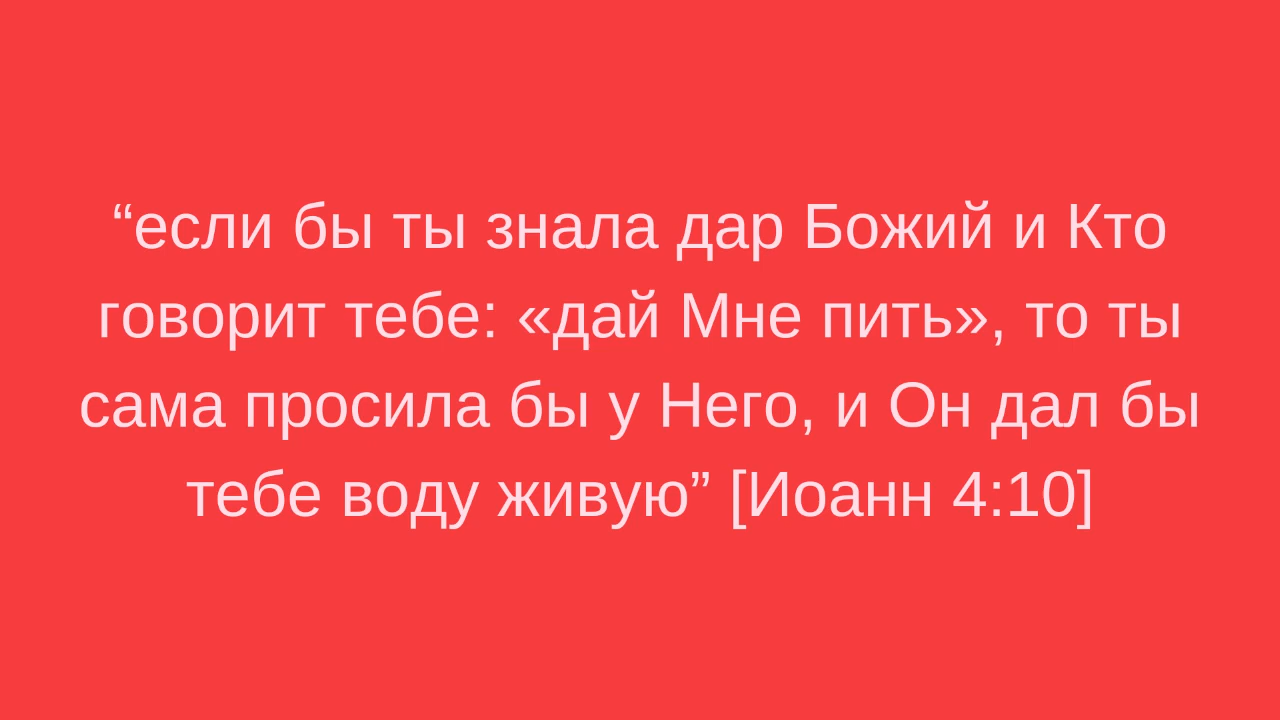 “если бы ты знала дар Божий и Кто
говорит тебе: «дай Мне пить», то ты
сама просила бы у Него, и Он дал бы
тебе воду живую” [Иоанн 4:10]